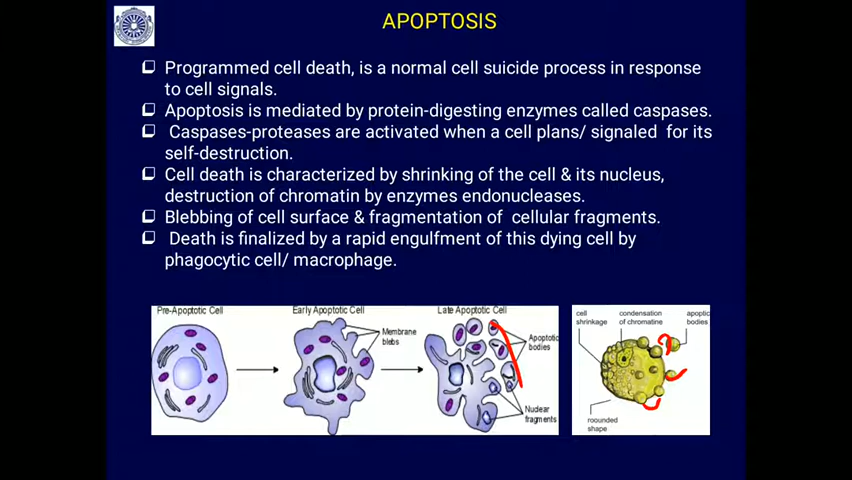 APOPTOSIS
❑ Programmed cell death, is a normal cell suicide process in response
to cell signals.
❑ Apoptosis is mediated by protein-digesting enzymes called caspases.
❑ Caspases-proteases are activated when a cell plans/ signaled for its
self-destruction.
❑ Cell death is characterized by shrinking of the cell & its nucleus,
destruction of chromatin by enzymes endonucleases.
❑ Blebbing of cell surface & fragmentation of cellular fragments.
❑ Death is finalized by a rapid engulfment of this dying cell by
phagocytic cell/ macrophage.
Pre-Apoptotic Cell
Early Apoptotic Cell
Membrane
blebs
Late Apoptotic Cell
Apoptotic
bodies
Nuclear
fragments
cell
shrinkage
condensation
of chromatine
apoptic
bodies
roounded
shape